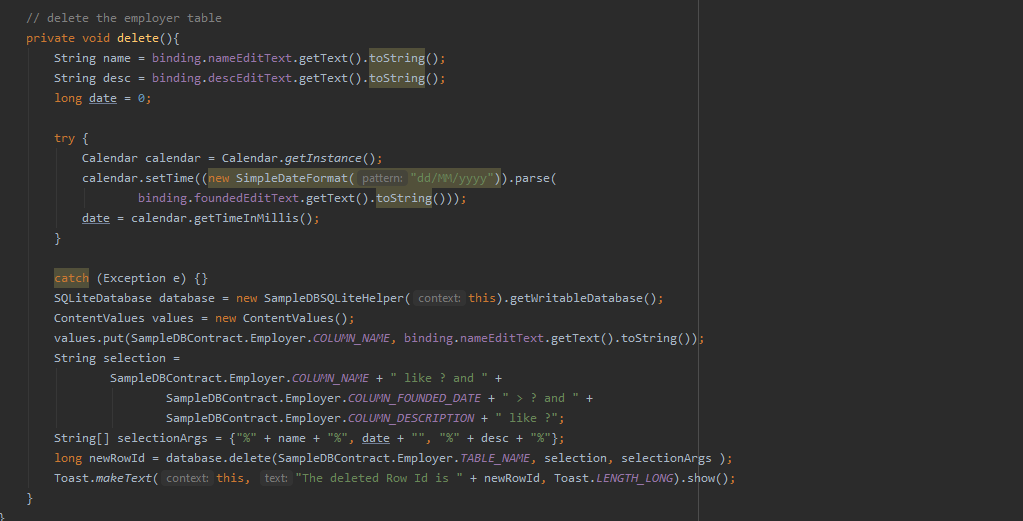 // delete the employer table
private void delete(){
String name = binding.nameEditText.getText().toString();
String desc = binding.descEditText.getText().toString();
long date = 0;
try {
Calendar calendar = Calendar.getInstance();
calendar.setTime((new SimpleDateFormat( pattern: "dd/MM/yyyy")).parse(
binding.foundedEditText.getText().toString()));
date = calendar.getTimeInMillis();
}
catch (Exception e) {}
SQLiteDatabase database = new SampleDBSQLiteHelper( context: this).getWritableDatabase();
ContentValues values = new ContentValues();
values.put(SampleDBContract.Employer.COLUMN_NAME, binding.nameEditText.getText().toString());
String selection =
SampleDBContract.Employer.COLUMN_NAME + " like ? and " +
SampleDBContract.Employer.COLUMN_FOUNDED_DATE + " > ? and " +
SampleDBContract.Employer.COLUMN_DESCRIPTION + " like ?";
String[] selectionArgs = {"%" + name + "%", date + "", "%" + desc + "%"};
long newRowId = database.delete(SampleDBContract.Employer.TABLE_NAME, selection, selectionArgs );
Toast.makeText( context: this, text: "The deleted Row Id is " + newRowId, Toast.LENGTH_LONG).show();
}
}